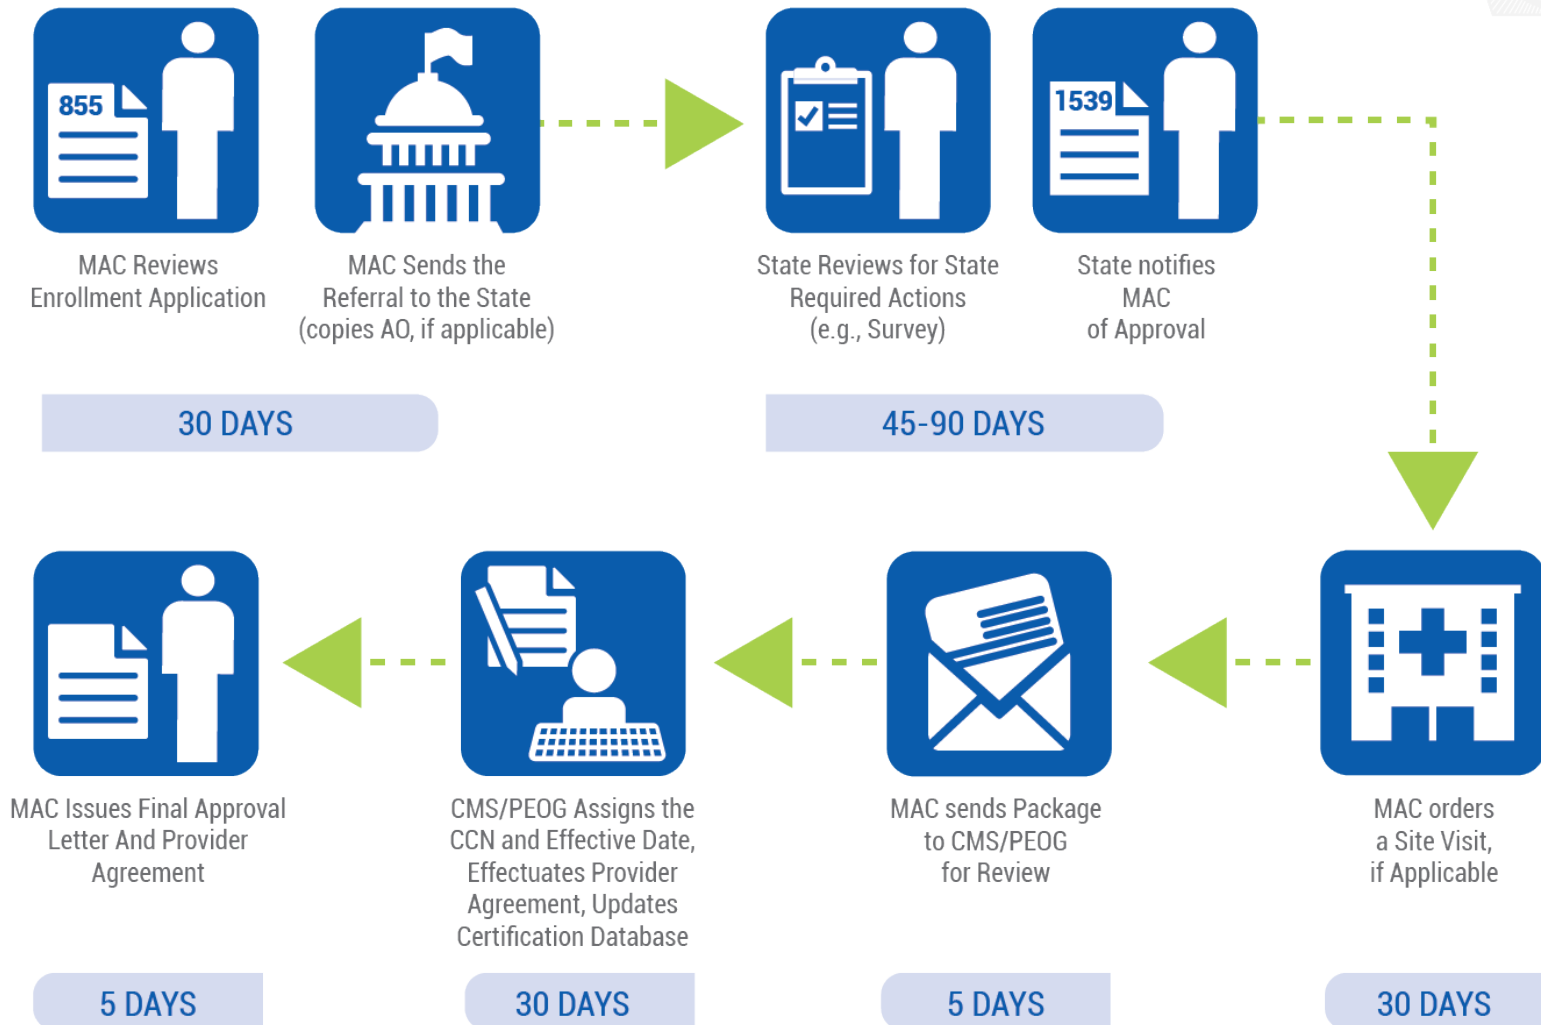 855
MAC Reviews
Enrollment Application
MAC Sends the
Referral to the State
(copies AO, if applicable)
30 DAYS
State Reviews for State
Required Actions
(e.g., Survey)
1539
State notifies
MAC
of Approval
45-90 DAYS
MAC orders
a Site Visit,
if Applicable
30 DAYS
MAC sends Package
to CMS/PEOG
for Review
5 DAYS
CMS/PEOG Assigns the
CCN and Effective Date,
Effectuates Provider
Agreement, Updates
Certification Database
30 DAYS
MAC Issues Final Approval
Letter And Provider
Agreement
5 DAYS